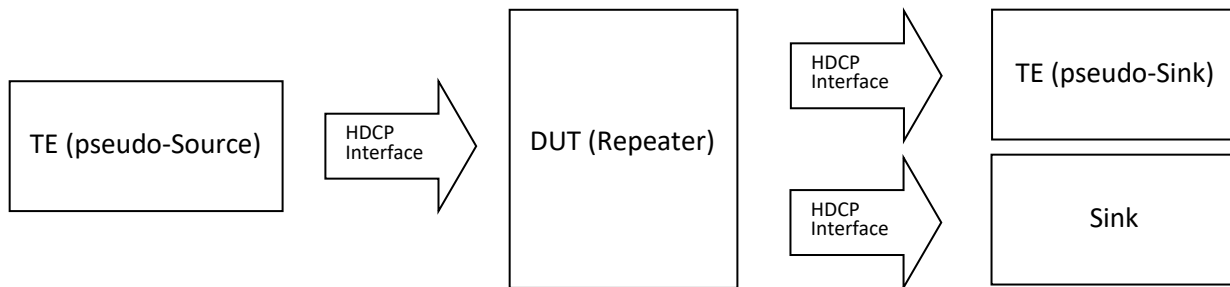 TE (pseudo-Source)
HDCP
Interface
DUT (Repeater)
HDCP
Interface
TE (pseudo-Sink)
HDCP
Interface
Sink